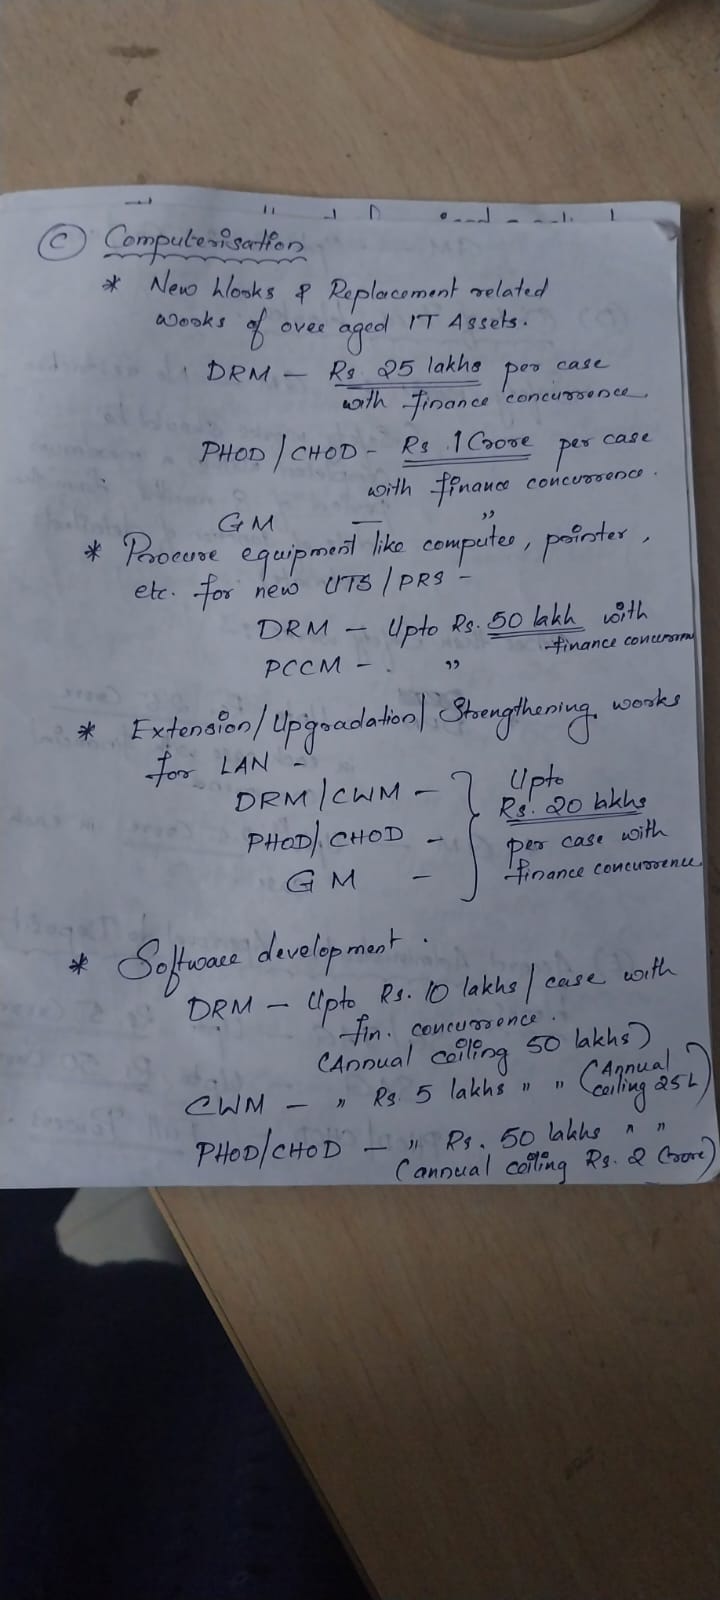 (C) Computerisation
* New Works & Replacement related
works of over aged IT Assets.
DRM – Rs. 25 lakhs per case
with finance concurrence.
PHOD/CHOD – Rs 1 Crore per case
with finance concurrence.
GM – "
* Procure equipment like computer, printer,
etc. for new UTS/PRS –
DRM – Upto Rs. 50 lakh with
finance concurren
PCCM – . "
* Extension/Upgradation/Strengthening works
for LAN –
DRM/CWM – } Upto
Rs. 20 lakhs
PHOD/CHOD – per case with
GM – finance concurrence
* Software development.
DRM – Upto Rs. 10 lakhs/case with
fin. concurrence.
(Annual ceiling 50 lakhs)
CWM – " Rs. 5 lakhs " " (Annual
ceiling 25L)
PHOD/CHOD – " Rs. 50 lakhs " "
(annual ceiling Rs. 2 Crore)